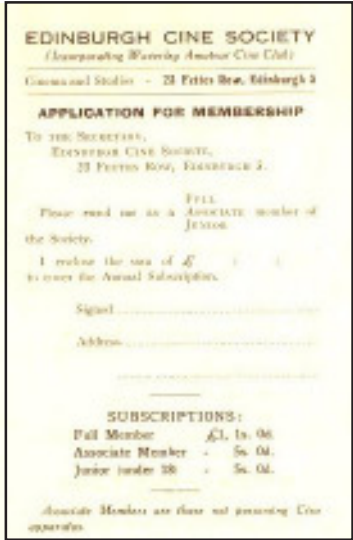 EDINBURGH CINE SOCIETY
(Incorporating Waverley Amateur Cine Club)
Cinema and Studios - 23 Fettes Row, Edinburgh 3
APPLICATION FOR MEMBERSHIP
TO THE SECRETARY,
EDINBURGH CINE SOCIETY,
23 FETTES ROW, EDINBURGH 3.
FULL
Please enrol me as a ASSOCIATE member of
JUNIOR
the Society.
I enclose the sum of £ : :
to cover the Annual Subscription.
Signed
Address
SUBSCRIPTIONS:
Full Member £1, 1s. 0d.
Associate Member - 5s. 0d.
Junior (under 18) - 5s. 0d.
Associate Members are those not possessing Cine
apparatus.